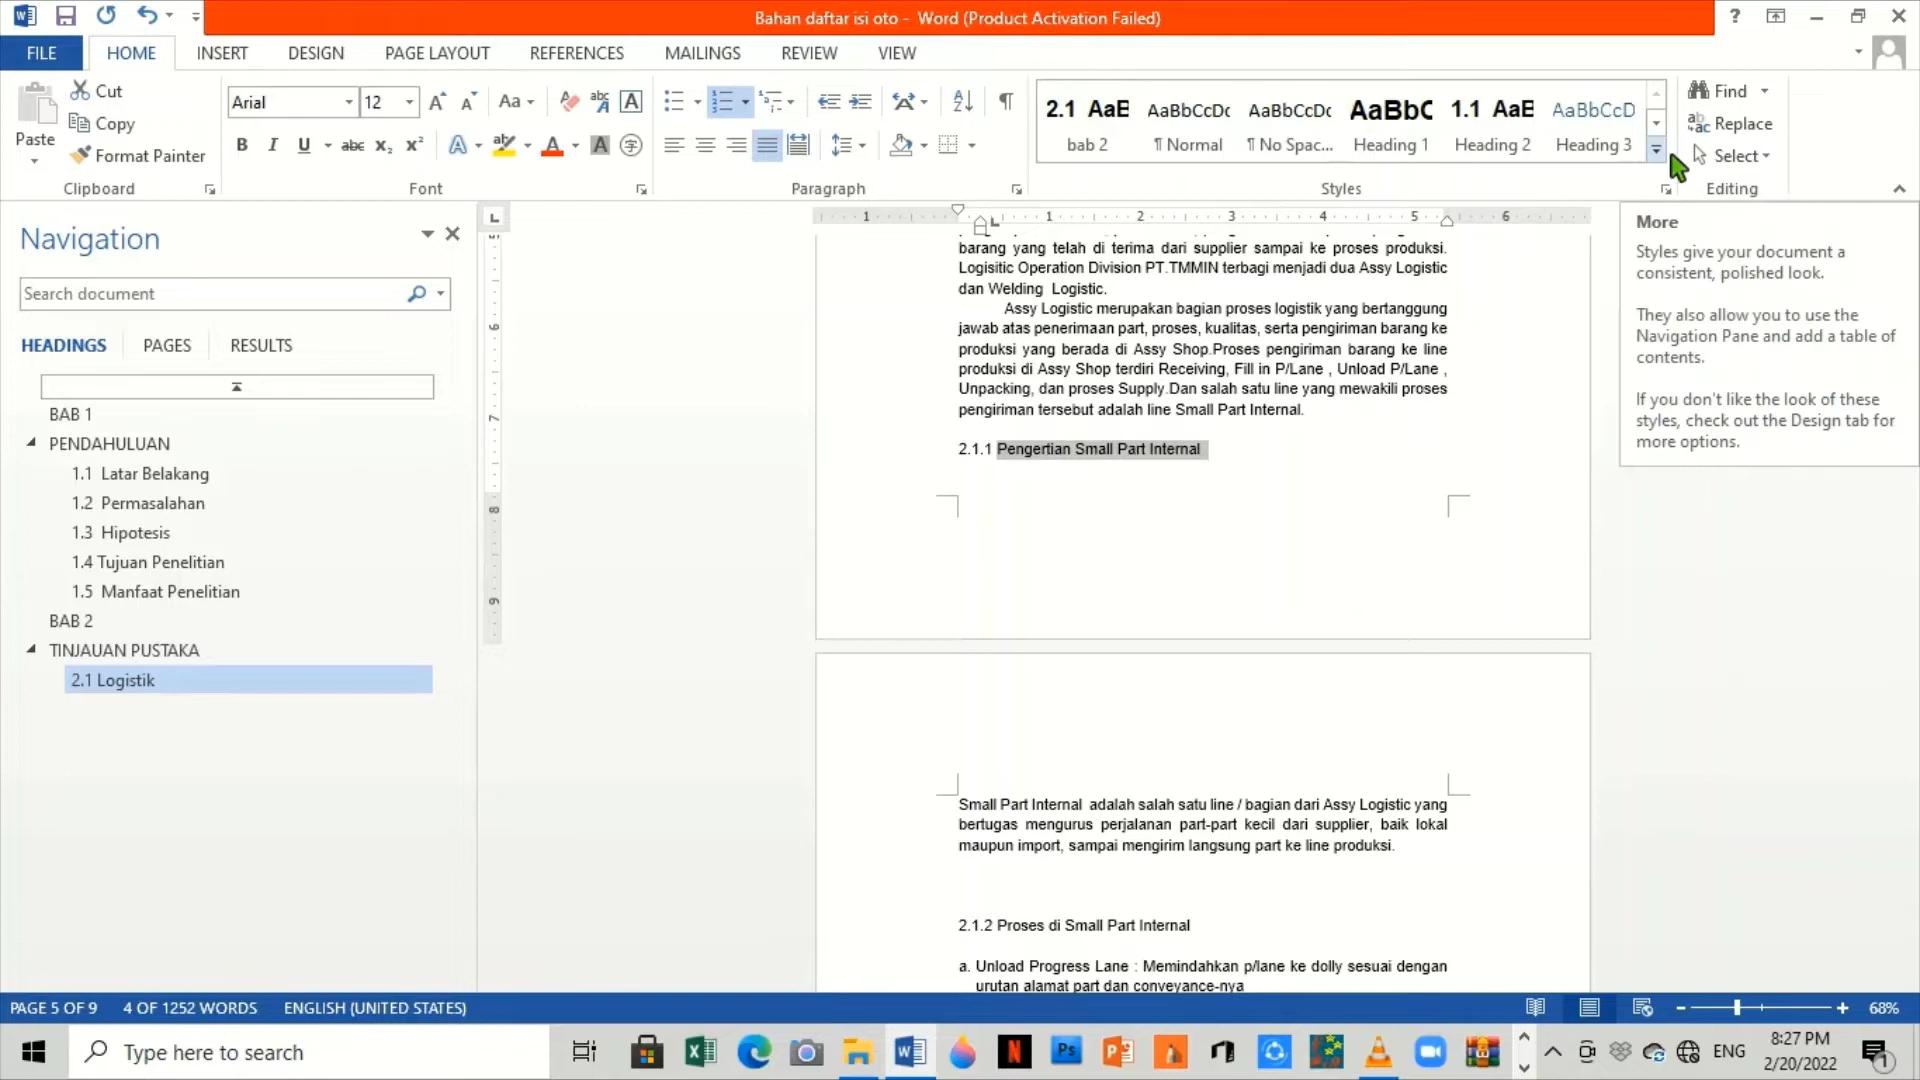 Bahan daftar isi oto - Word (Product Activation Failed)
FILE
HOME
INSERT
DESIGN
PAGE LAYOUT
REFERENCES
MAILINGS
REVIEW
VIEW
Paste
Cut
Copy
Format Painter
Clipboard
Arial
12
Font
Paragraph
2.1 AaB
bab 2
AaBbCcDc
¶ Normal
AaBbCcDc
¶ No Spac...
AaBbC
Heading 1
1.1 AaB
Heading 2
AaBbCcD
Heading 3
Styles
Find
Replace
Select
Editing
More
Styles give your document a
consistent, polished look.
They also allow you to use the
Navigation Pane and add a table of
contents.
If you don't like the look of these
styles, check out the Design tab for
more options.
Navigation
Search document
HEADINGS
PAGES
RESULTS
BAB 1
PENDAHULUAN
1.1 Latar Belakang
1.2 Permasalahan
1.3 Hipotesis
1.4 Tujuan Penelitian
1.5 Manfaat Penelitian
BAB 2
TINJAUAN PUSTAKA
2.1 Logistik
barang yang telah di terima dari supplier sampai ke proses produksi.
Logisitic Operation Division PT.TMMIN terbagi menjadi dua Assy Logistic
dan Welding Logistic.
Assy Logistic merupakan bagian proses logistik yang bertanggung
jawab atas penerimaan part, proses, kualitas, serta pengiriman barang ke
produksi yang berada di Assy Shop.Proses pengiriman barang ke line
produksi di Assy Shop terdiri Receiving, Fill in P/Lane , Unload P/Lane ,
Unpacking, dan proses Supply.Dan salah satu line yang mewakili proses
pengiriman tersebut adalah line Small Part Internal.
2.1.1 Pengertian Small Part Internal
Small Part Internal adalah salah satu line / bagian dari Assy Logistic yang
bertugas mengurus perjalanan part-part kecil dari supplier, baik lokal
maupun import, sampai mengirim langsung part ke line produksi.
2.1.2 Proses di Small Part Internal
a. Unload Progress Lane : Memindahkan p/lane ke dolly sesuai dengan
urutan alamat part dan conveyance-nya
PAGE 5 OF 9
4 OF 1252 WORDS
ENGLISH (UNITED STATES)
68%
Type here to search
ENG
8:27 PM
2/20/2022
1